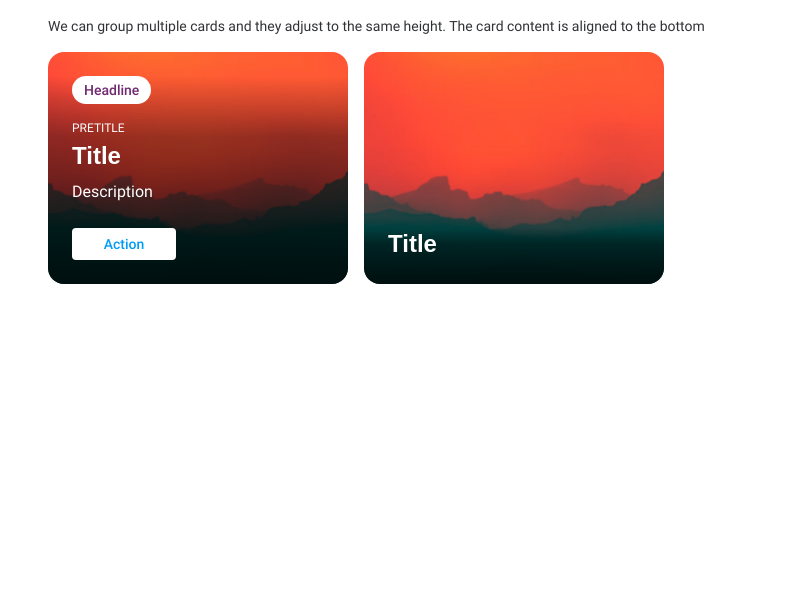 We can group multiple cards and they adjust to the same height. The card content is aligned to the bottom
Headline
PRETITLE
Title
Description
Action
Title